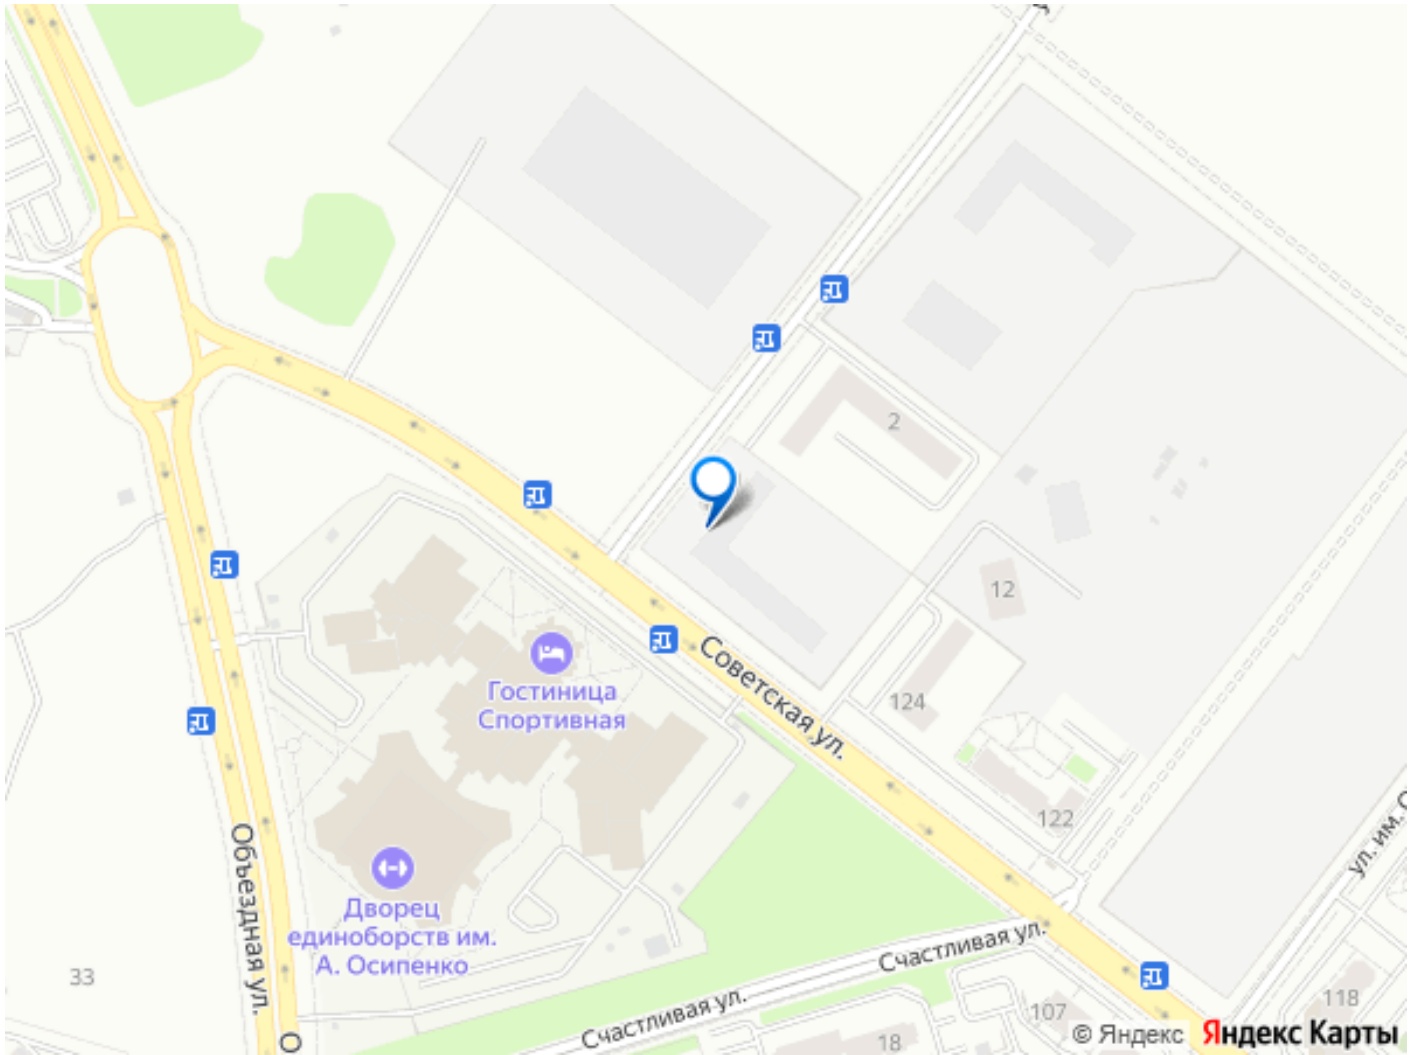 2
12
124
Гостиница
Спортивная
Советская ул.
122
Объездная ул.
Дворец
единоборств им.
А. Осипенко
ул. им. С
Счастливая ул.
33
Счастливая ул.
107
118
18
О
© Яндекс Яндекс Карты